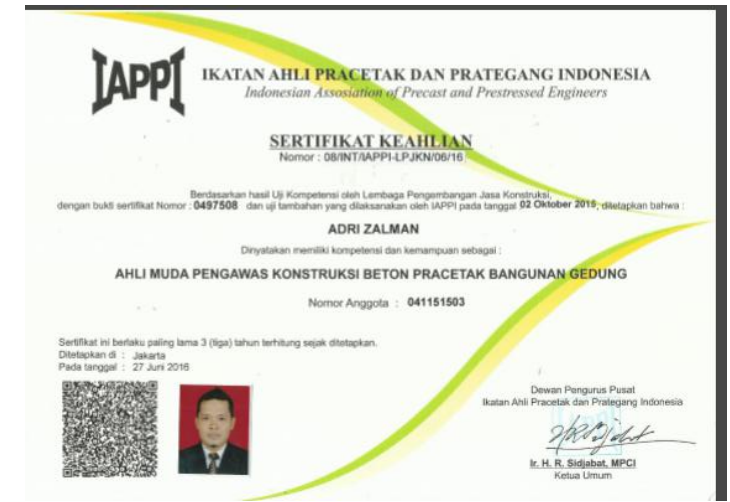 IAPPI
IKATAN AHLI PRACETAK DAN PRATEGANG INDONESIA
Indonesian Assosiation of Precast and Prestressed Engineers
SERTIFIKAT KEAHLIAN
Nomor : 08/INT/IAPPI-LPJKN/06/16
Berdasarkan hasil Uji Kompetensi oleh Lembaga Pengembangan Jasa Konstruksi,
dengan bukti sertifikat Nomor : 0497508 dan uji tambahan yang dilaksanakan oleh IAPPI pada tanggal 02 Oktober 2015, ditetapkan bahwa :
ADRI ZALMAN
Dinyatakan memiliki kompetensi dan kemampuan sebagai :
AHLI MUDA PENGAWAS KONSTRUKSI BETON PRACETAK BANGUNAN GEDUNG
Nomor Anggota : 041151503
Sertifikat ini berlaku paling lama 3 (tiga) tahun terhitung sejak ditetapkan.
Ditetapkan di : Jakarta
Pada tanggal : 27 Juni 2016
Dewan Pengurus Pusat
Ikatan Ahli Pracetak dan Prategang Indonesia
IAPPI
Ir. H. R. Sidjabat, MPCI
Ketua Umum